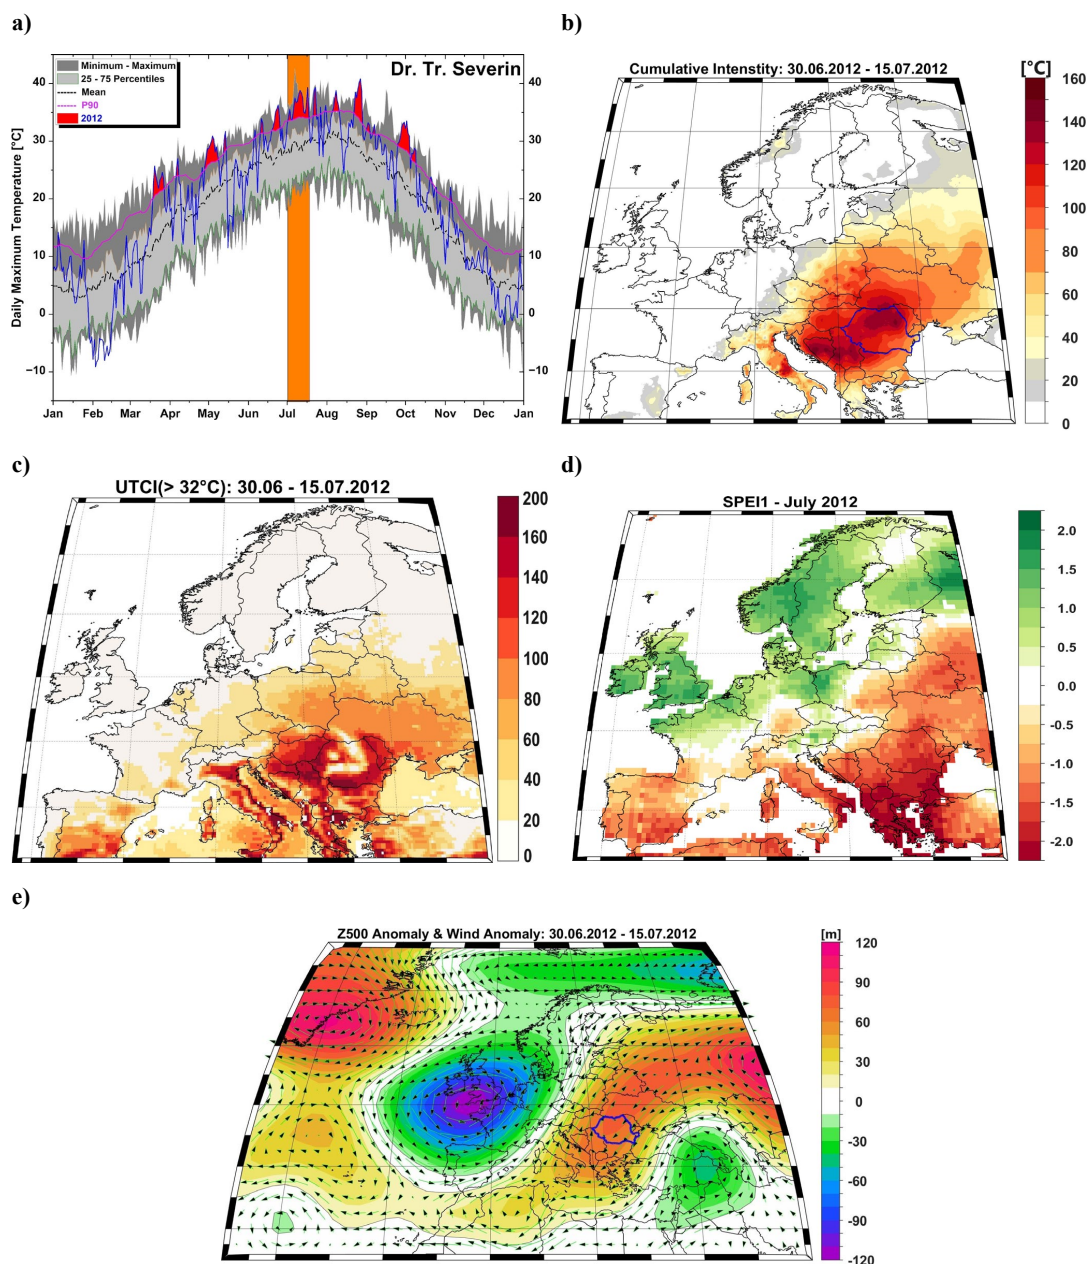 a)
Dr. Tr. Severin
Minimum - Maximum
25 - 75 Percentiles
Mean
P90
2012
Daily Maximum Temperature [°C]
40
30
20
10
0
−10
40
30
20
10
0
−10
Jan Feb Mar Apr May Jun Jul Aug Sep Oct Nov Dec Jan
b)
Cumulative Intenstity: 30.06.2012 - 15.07.2012
[°C]
160
140
120
100
80
60
40
20
0
c)
UTCI(> 32°C): 30.06 - 15.07.2012
200
160
140
120
100
80
60
40
20
0
d)
SPEI1 - July 2012
2.0
1.5
1.0
0.5
0.0
-0.5
-1.0
-1.5
-2.0
e)
Z500 Anomaly & Wind Anomaly: 30.06.2012 - 15.07.2012
[m]
120
90
60
30
0
-30
-60
-90
-120